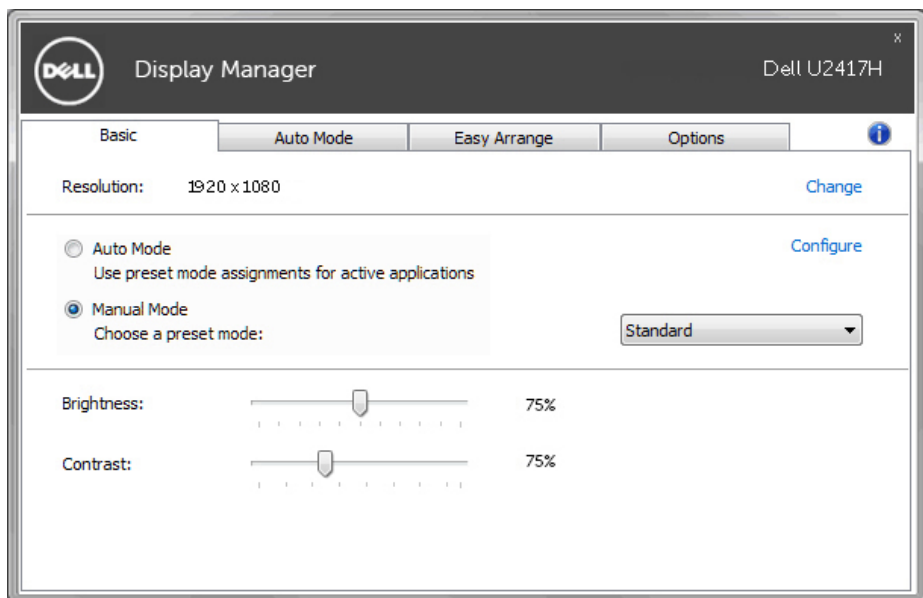 x
DELL Display Manager Dell U2417H
Basic Auto Mode Easy Arrange Options i
Resolution: 1920 x 1080 Change
Auto Mode Configure
Use preset mode assignments for active applications
Manual Mode
Choose a preset mode: Standard
Brightness: 75%
Contrast: 75%